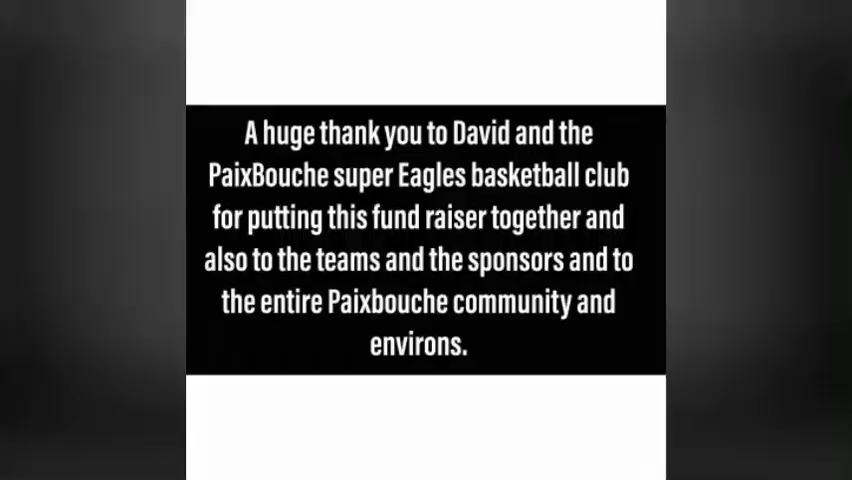 A huge thank you to David and the
PaixBouche super Eagles basketball club
for putting this fund raiser together and
also to the teams and the sponsors and to
the entire Paixbouche community and
environs.